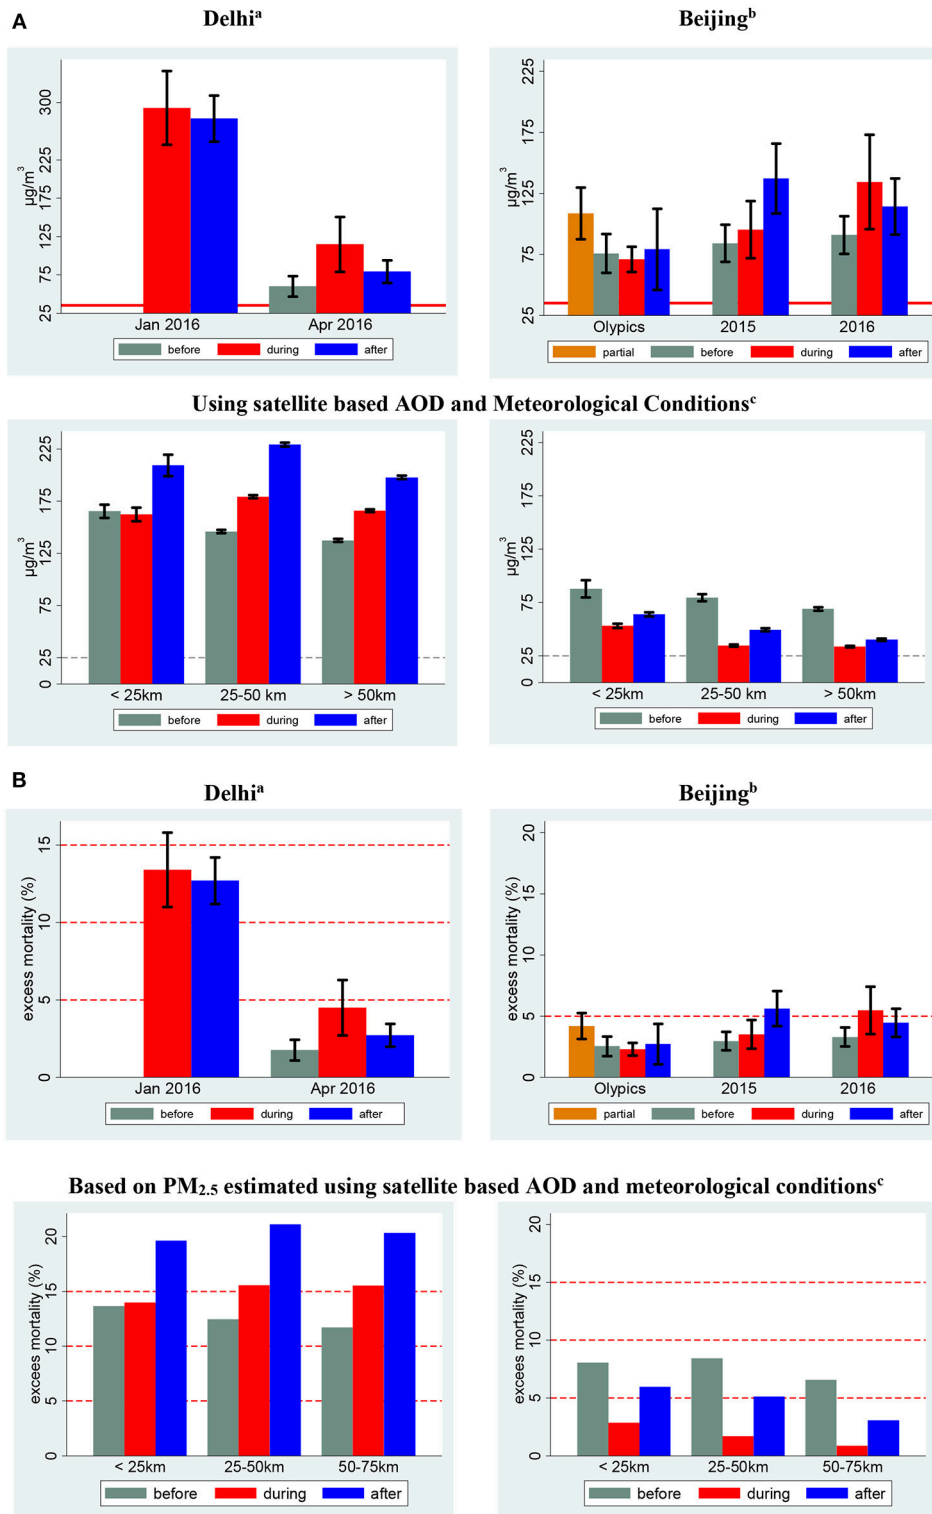 A
Delhiᵃ
Beijingᵇ
µg/m³
25 75 125 175 225 300
Jan 2016 Apr 2016
before during after
µg/m³
25 75 125 175 225
Olypics 2015 2016
partial before during after
Using satellite based AOD and Meteorological Conditionsᶜ
µg/m³
0 25 75 125 175 225
< 25km 25-50 km > 50km
before during after
µg/m³
0 25 75 125 175 225
< 25km 25-50 km > 50km
before during after
B
Delhiᵃ
Beijingᵇ
excess mortality (%)
0 5 10 15
Jan 2016 Apr 2016
before during after
excess mortality (%)
0 5 10 15 20
Olypics 2015 2016
partial before during after
Based on PM₂.₅ estimated using satellite based AOD and meteorological conditionsᶜ
excees mortality (%)
0 5 10 15 20
< 25km 25-50km 50-75km
before during after
excees mortality (%)
0 5 10 15 20
< 25km 25-50km 50-75km
before during after